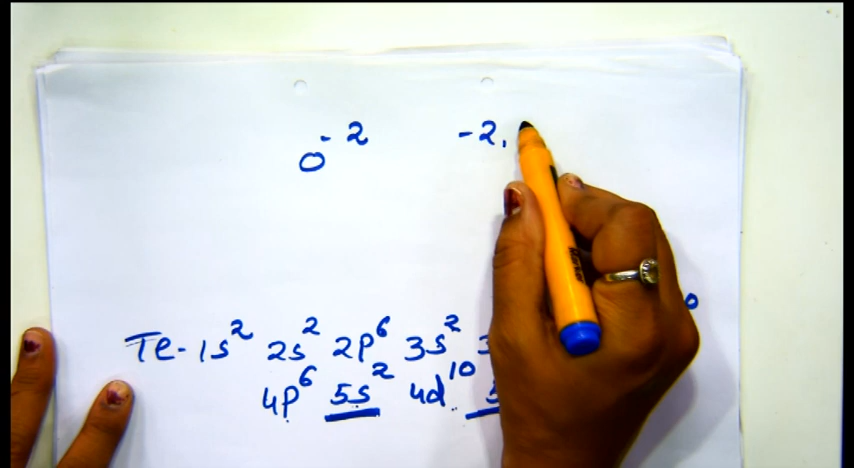 O⁻² -2,
Te - 1s² 2s² 2p⁶ 3s²
4p⁶ 5s² 4d¹⁰